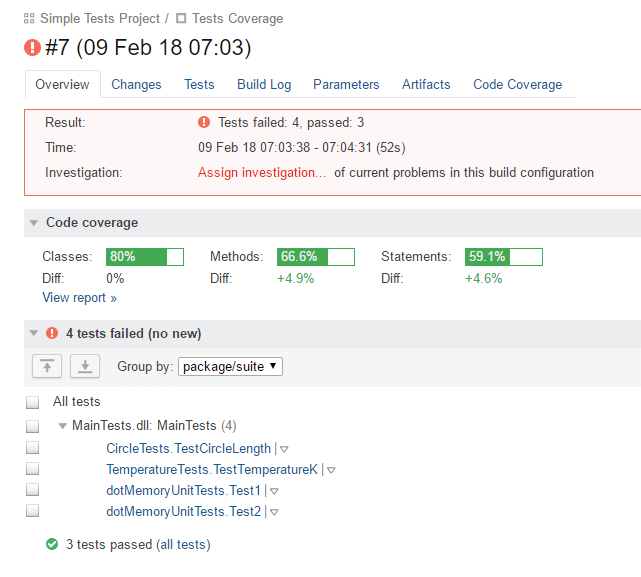 Simple Tests Project / Tests Coverage
#7 (09 Feb 18 07:03)
Overview Changes Tests Build Log Parameters Artifacts Code Coverage
Result: Tests failed: 4, passed: 3
Time: 09 Feb 18 07:03:38 - 07:04:31 (52s)
Investigation: Assign investigation... of current problems in this build configuration
Code coverage
Classes: 80% Methods: 66.6% Statements: 59.1%
Diff: 0% Diff: +4.9% Diff: +4.6%
View report »
4 tests failed (no new)
Group by: package/suite
All tests
MainTests.dll: MainTests (4)
CircleTests.TestCircleLength
TemperatureTests.TestTemperatureK
dotMemoryUnitTests.Test1
dotMemoryUnitTests.Test2
3 tests passed (all tests)